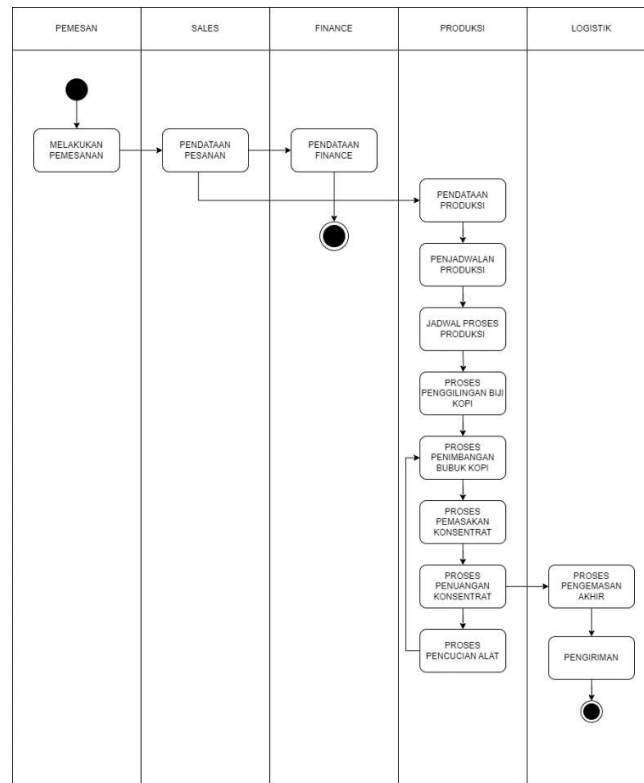 PEMESAN
SALES
FINANCE
PRODUKSI
LOGISTIK
MELAKUKAN
PEMESANAN
PENDATAAN
PESANAN
PENDATAAN
FINANCE
PENDATAAN
PRODUKSI
PENJADWALAN
PRODUKSI
JADWAL PROSES
PRODUKSI
PROSES
PENGGILINGAN BIJI
KOPI
PROSES
PENIMBANGAN
BUBUK KOPI
PROSES
PEMASAKAN
KONSENTRAT
PROSES
PENUANGAN
KONSENTRAT
PROSES
PENGEMASAN
AKHIR
PROSES
PENCUCIAN ALAT
PENGIRIMAN